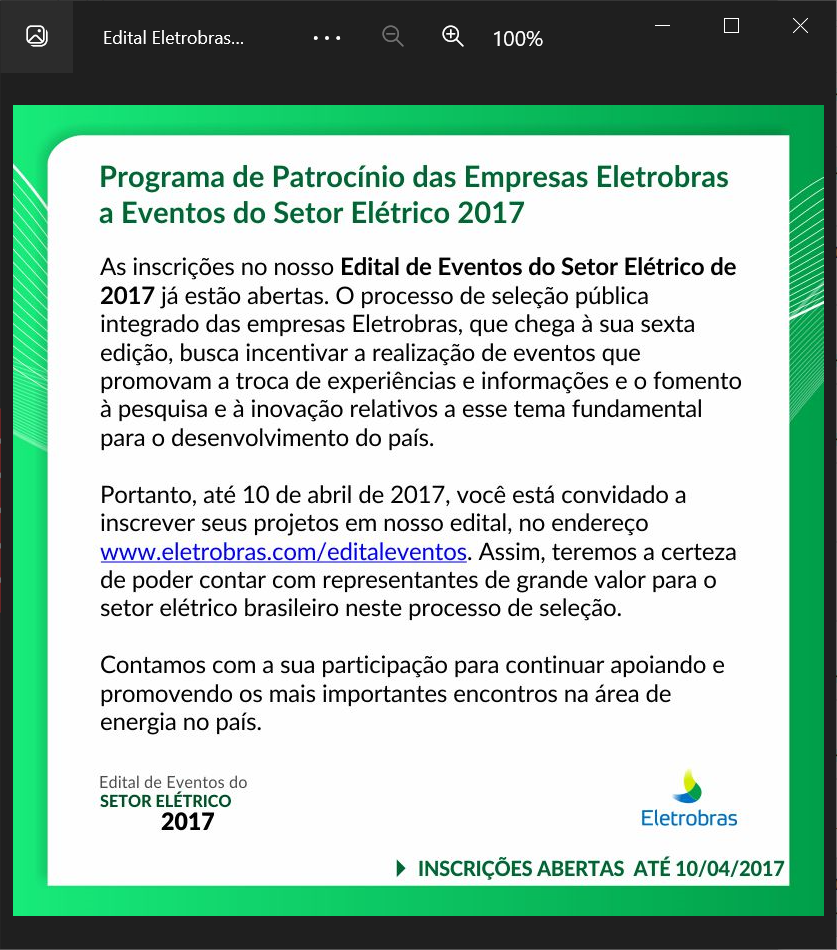 Edital Eletrobras...
100%
Programa de Patrocínio das Empresas Eletrobras
a Eventos do Setor Elétrico 2017
As inscrições no nosso Edital de Eventos do Setor Elétrico de
2017 já estão abertas. O processo de seleção pública
integrado das empresas Eletrobras, que chega à sua sexta
edição, busca incentivar a realização de eventos que
promovam a troca de experiências e informações e o fomento
à pesquisa e à inovação relativos a esse tema fundamental
para o desenvolvimento do país.
Portanto, até 10 de abril de 2017, você está convidado a
inscrever seus projetos em nosso edital, no endereço
www.eletrobras.com/editaleventos. Assim, teremos a certeza
de poder contar com representantes de grande valor para o
setor elétrico brasileiro neste processo de seleção.
Contamos com a sua participação para continuar apoiando e
promovendo os mais importantes encontros na área de
energia no país.
Edital de Eventos do
SETOR ELÉTRICO
2017
Eletrobras
INSCRIÇÕES ABERTAS ATÉ 10/04/2017